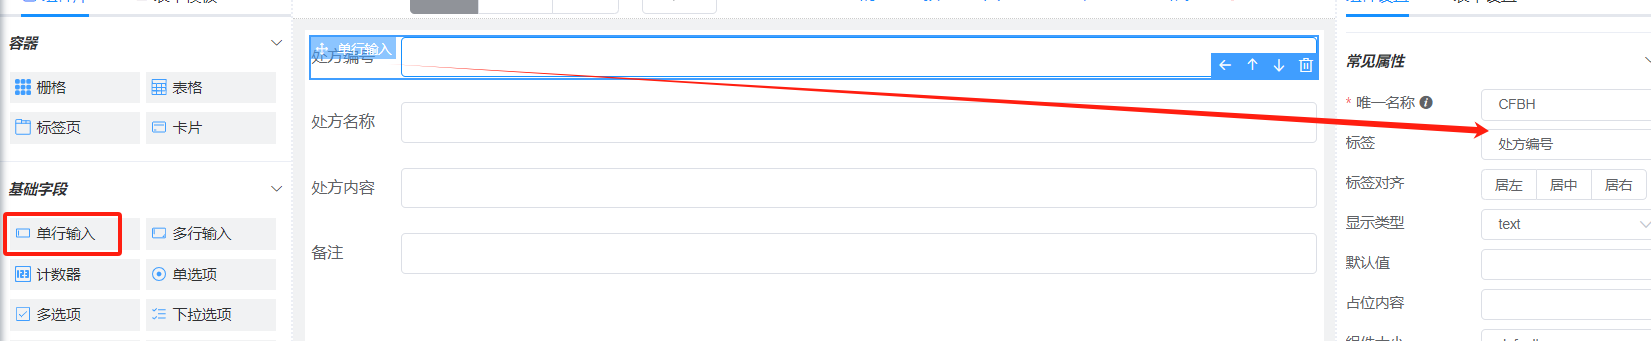 容器
栅格
表格
标签页
卡片
基础字段
单行输入
多行输入
计数器
单选项
多选项
下拉选项
单行输入
处方编号
处方名称
处方内容
备注
常见属性
* 唯一名称
CFBH
标签
处方编号
标签对齐
居左
居中
居右
显示类型
text
默认值
占位内容